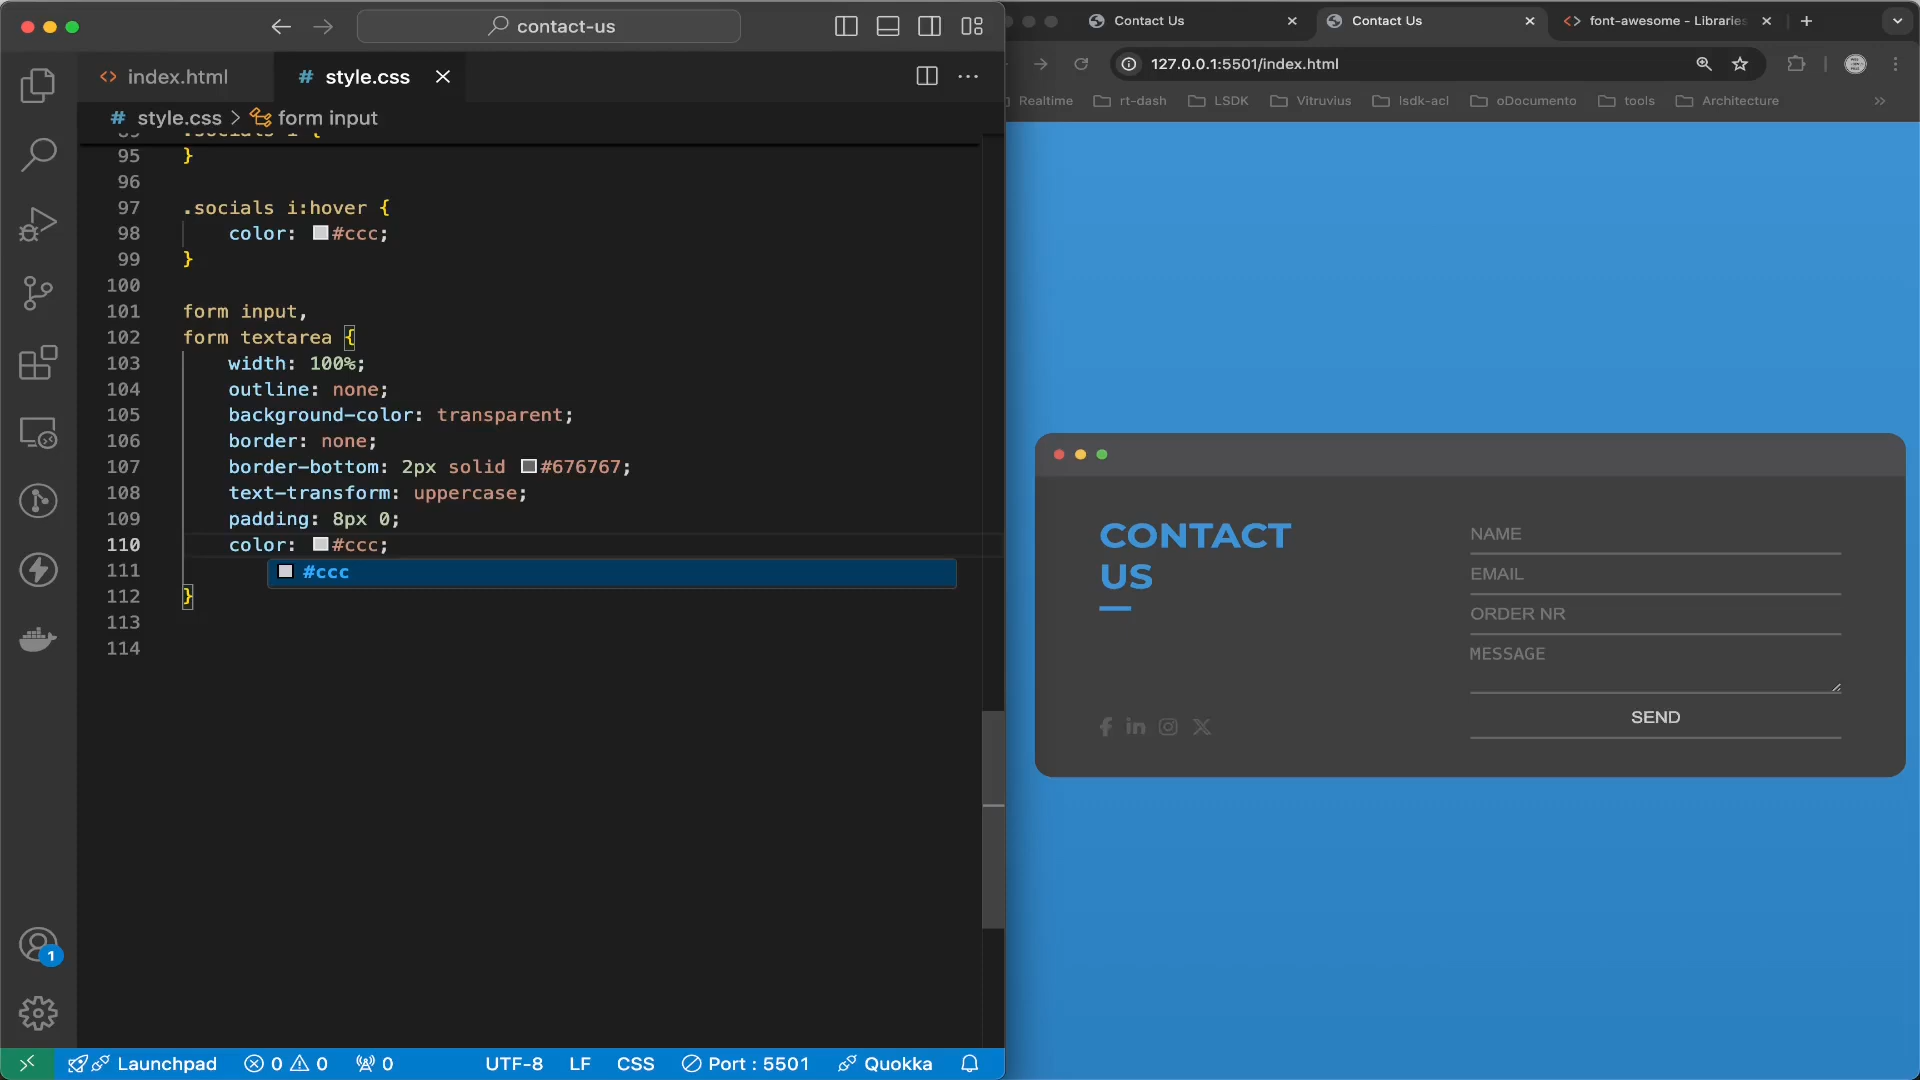 contact-us
index.html
style.css
style.css > form input
.socials i {
95 }
96
97 .socials i:hover {
98 color: #ccc;
99 }
100
101 form input,
102 form textarea {
103 width: 100%;
104 outline: none;
105 background-color: transparent;
106 border: none;
107 border-bottom: 2px solid #676767;
108 text-transform: uppercase;
109 padding: 8px 0;
110 color: #ccc;
111 #ccc
112 }
113
114
1
Launchpad 0 0 0 UTF-8 LF CSS Port : 5501 Quokka
Contact Us
Contact Us
<> font-awesome - Libraries
127.0.0.1:5501/index.html
Realtime rt-dash LSDK Vitruvius lsdk-acl oDocumento tools Architecture
CONTACT
US
NAME
EMAIL
ORDER NR
MESSAGE
SEND